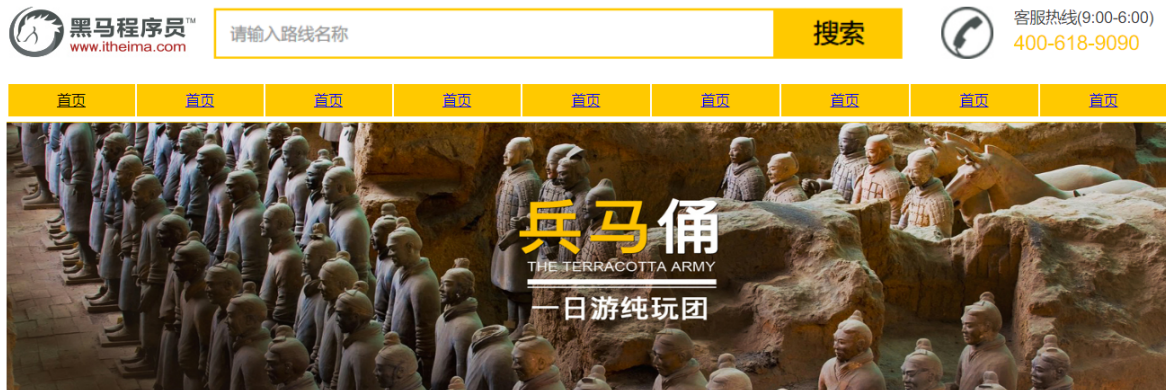 黑马程序员™
www.itheima.com
请输入路线名称
搜索
客服热线(9:00-6:00)
400-618-9090
首页 首页 首页 首页 首页 首页 首页 首页 首页
兵马俑
THE TERRACOTTA ARMY
一日游纯玩团